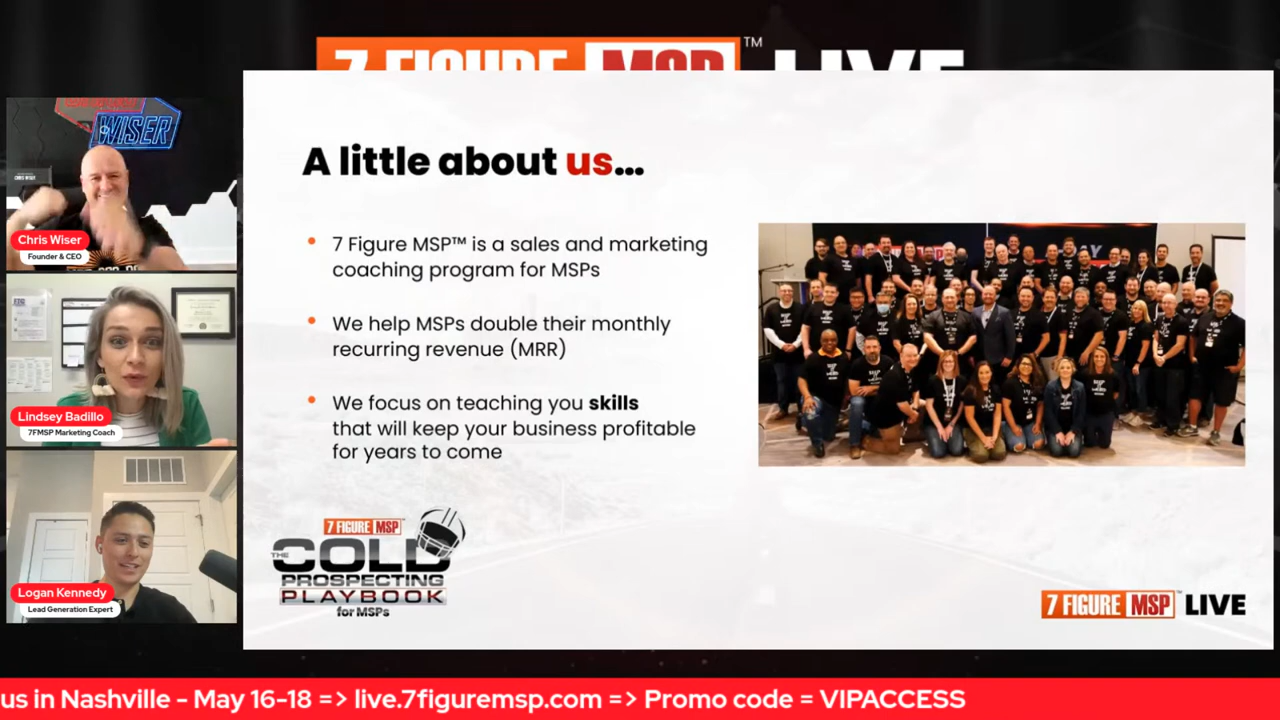 7 FIGURE MSP™ LIVE
WISER
Chris Wiser
Founder & CEO
Lindsey Badillo
7FMSP Marketing Coach
Logan Kennedy
Lead Generation Expert
A little about us...
• 7 Figure MSP™ is a sales and marketing
coaching program for MSPs
• We help MSPs double their monthly
recurring revenue (MRR)
• We focus on teaching you skills
that will keep your business profitable
for years to come
7 FIGURE MSP™
THE COLD
PROSPECTING
PLAYBOOK
for MSPs
7 FIGURE MSP™ LIVE
us in Nashville - May 16-18 => live.7figuremsp.com => Promo code = VIPACCESS